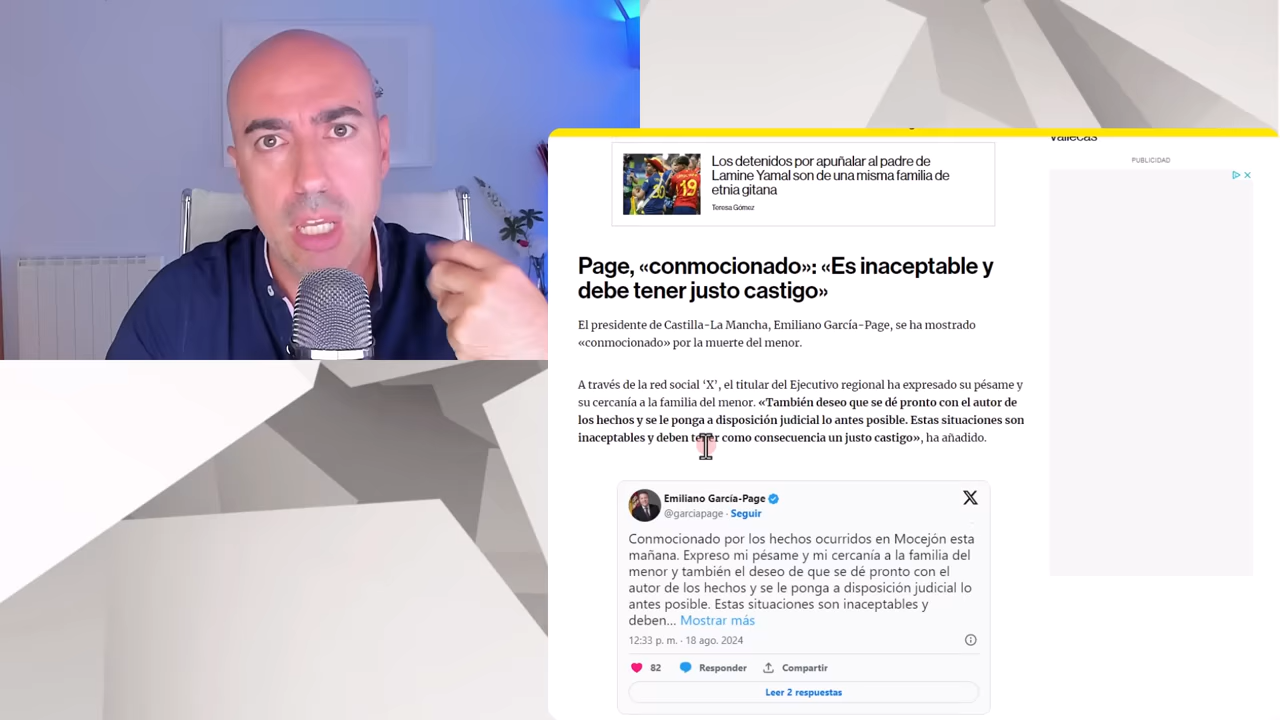 Vallecas
PUBLICIDAD
Los detenidos por apuñalar al padre de
Lamine Yamal son de una misma familia de
etnia gitana
Teresa Gómez
19
Page, «conmocionado»: «Es inaceptable y
debe tener justo castigo»
El presidente de Castilla-La Mancha, Emiliano García-Page, se ha mostrado
«conmocionado» por la muerte del menor.
A través de la red social ‘X’, el titular del Ejecutivo regional ha expresado su pésame y
su cercanía a la familia del menor. «También deseo que se dé pronto con el autor de
los hechos y se le ponga a disposición judicial lo antes posible. Estas situaciones son
inaceptables y deben tener como consecuencia un justo castigo», ha añadido.
Emiliano García-Page
@garciapage · Seguir
Conmocionado por los hechos ocurridos en Mocejón esta
mañana. Expreso mi pésame y mi cercanía a la familia del
menor y también el deseo de que se dé pronto con el
autor de los hechos y se le ponga a disposición judicial lo
antes posible. Estas situaciones son inaceptables y
deben... Mostrar más
12:33 p. m. · 18 ago. 2024
82 Responder Compartir
Leer 2 respuestas